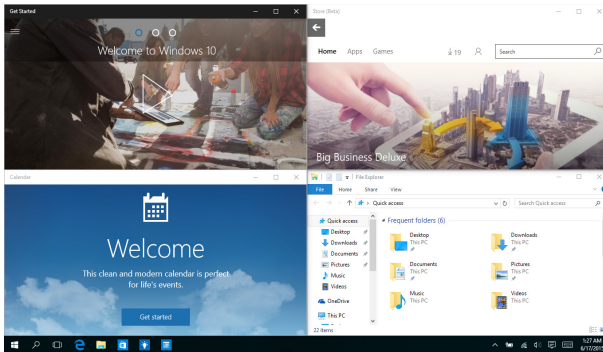 Get Started
Welcome to Windows 10
Store (Beta)
Home Apps Games 19 Search
Big Business Deluxe
Calendar
Welcome
This clean and modern calendar is perfect
for life's events.
Get started
File Explorer
File Home Share View
Quick access Search Quick access
Quick access
Desktop
Downloads
Documents
Pictures
Music
Videos
OneDrive
This PC
Frequent folders (6)
Desktop
This PC
Downloads
This PC
Documents
This PC
Pictures
This PC
Music
This PC
Videos
This PC
22 items
1:27 AM